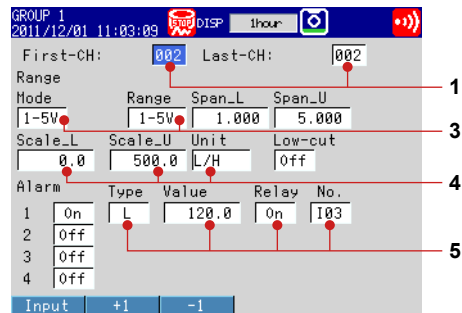 GROUP 1
2011/12/01 11:03:09 STOP DISP 1hour
First-CH: 002 Last-CH: 002
1
Range
Mode Range Span_L Span_U
1-5V 1-5V 1.000 5.000
3
Scale_L Scale_U Unit Low-cut
0.0 500.0 L/H Off
4
Alarm Type Value Relay No.
1 On L 120.0 On I03
2 Off
5
3 Off
4 Off
Input +1 -1